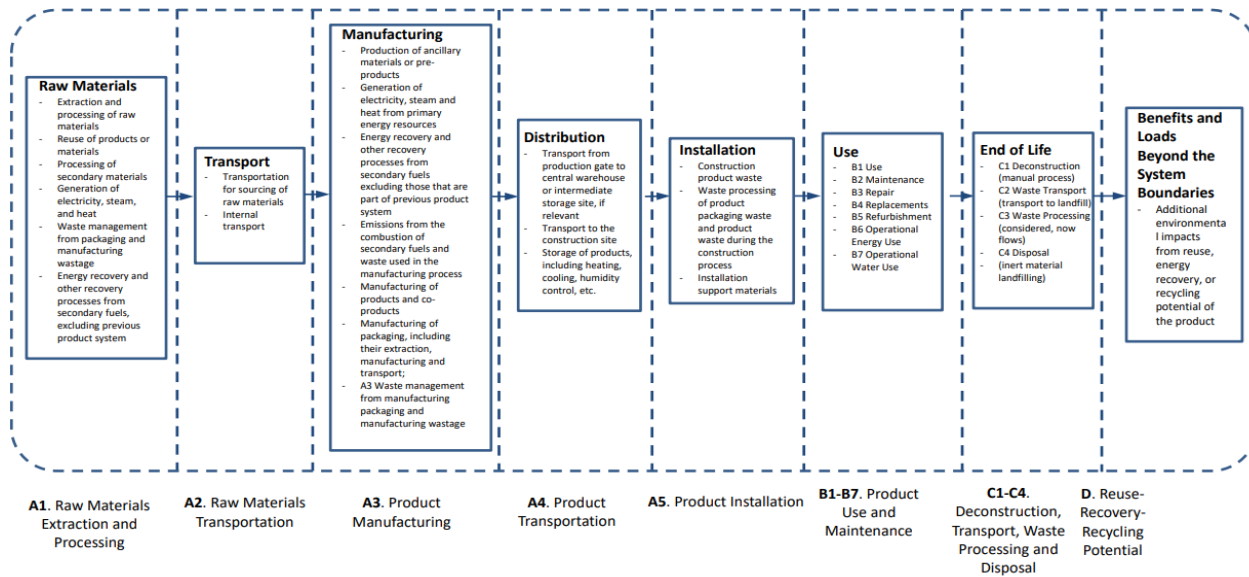 Raw Materials
- Extraction and
processing of raw
materials
- Reuse of products or
materials
- Processing of
secondary materials
- Generation of
electricity, steam, and
heat
- Waste management
from packaging and
manufacturing
wastage
- Energy recovery and
other recovery
processes from
secondary fuels,
excluding previous
product system
Transport
- Transportation
for sourcing of
raw materials
- Internal
transport
Manufacturing
- Production of ancillary
materials or pre-
products
- Generation of
electricity, steam and
heat from primary
energy resources
- Energy recovery and
other recovery
processes from
secondary fuels
excluding those that are
part of previous product
system
- Emissions from the
combustion of
secondary fuels and
waste used in the
manufacturing process
- Manufacturing of
products and co-
products
- Manufacturing of
packaging, including
their extraction,
manufacturing and
transport;
- A3 Waste management
from manufacturing
packaging and
manufacturing wastage
Distribution
- Transport from
production gate to
central warehouse
or intermediate
storage site, if
relevant
- Transport to the
construction site
- Storage of products,
including heating,
cooling, humidity
control, etc.
Installation
- Construction
product waste
- Waste processing
of product
packaging waste
and product
waste during the
construction
process
- Installation
support materials
Use
- B1 Use
- B2 Maintenance
- B3 Repair
- B4 Replacements
- B5 Refurbishment
- B6 Operational
Energy Use
- B7 Operational
Water Use
End of Life
- C1 Deconstruction
(manual process)
- C2 Waste Transport
(transport to landfill)
- C3 Waste Processing
(considered, now
flows)
- C4 Disposal
- (inert material
landfilling)
Benefits and
Loads
Beyond the
System
Boundaries
- Additional
environmenta
l impacts
from reuse,
energy
recovery, or
recycling
potential of
the product
A1. Raw Materials
Extraction and
Processing
A2. Raw Materials
Transportation
A3. Product
Manufacturing
A4. Product
Transportation
A5. Product Installation
B1-B7. Product
Use and
Maintenance
C1-C4.
Deconstruction,
Transport, Waste
Processing and
Disposal
D. Reuse-
Recovery-
Recycling
Potential